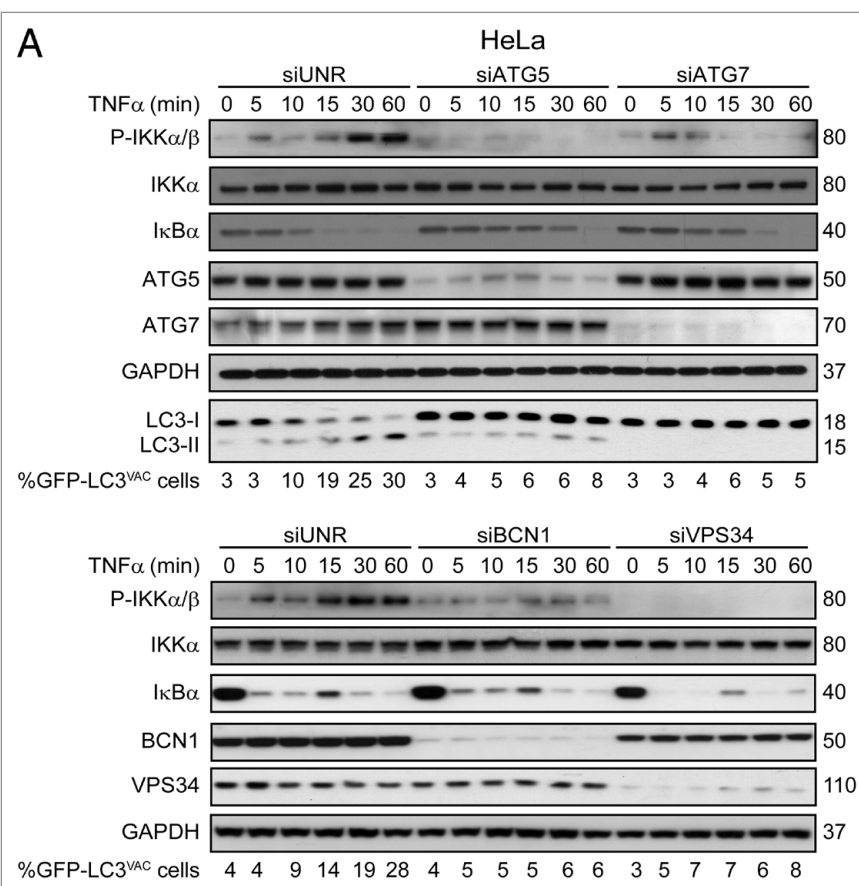 A
HeLa
siUNR siATG5 siATG7
TNFα (min) 0 5 10 15 30 60 0 5 10 15 30 60 0 5 10 15 30 60
P-IKKα/β 80
IKKα 80
IκBα 40
ATG5 50
ATG7 70
GAPDH 37
LC3-I 18
LC3-II 15
%GFP-LC3ᵛᴬᶜ cells 3 3 10 19 25 30 3 4 5 6 6 8 3 3 4 6 5 5
siUNR siBCN1 siVPS34
TNFα (min) 0 5 10 15 30 60 0 5 10 15 30 60 0 5 10 15 30 60
P-IKKα/β 80
IKKα 80
IκBα 40
BCN1 50
VPS34 110
GAPDH 37
%GFP-LC3ᵛᴬᶜ cells 4 4 9 14 19 28 4 5 5 5 6 6 3 5 7 7 6 8